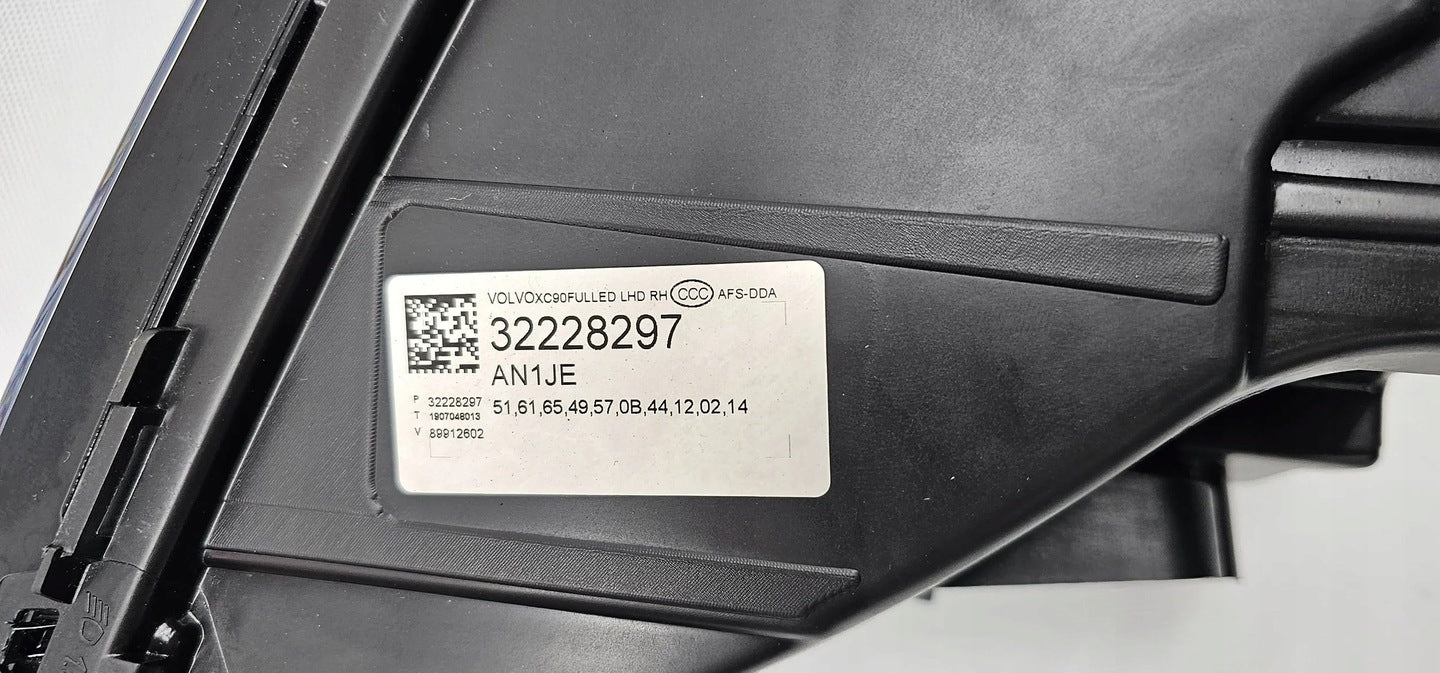 VOLVOXC90FULLED LHD RH CCC AFS-DDA
32228297
AN1JE
P 32228297
51,61,65,49,57,0B,44,12,02,14
T 1907048013
V 89912602